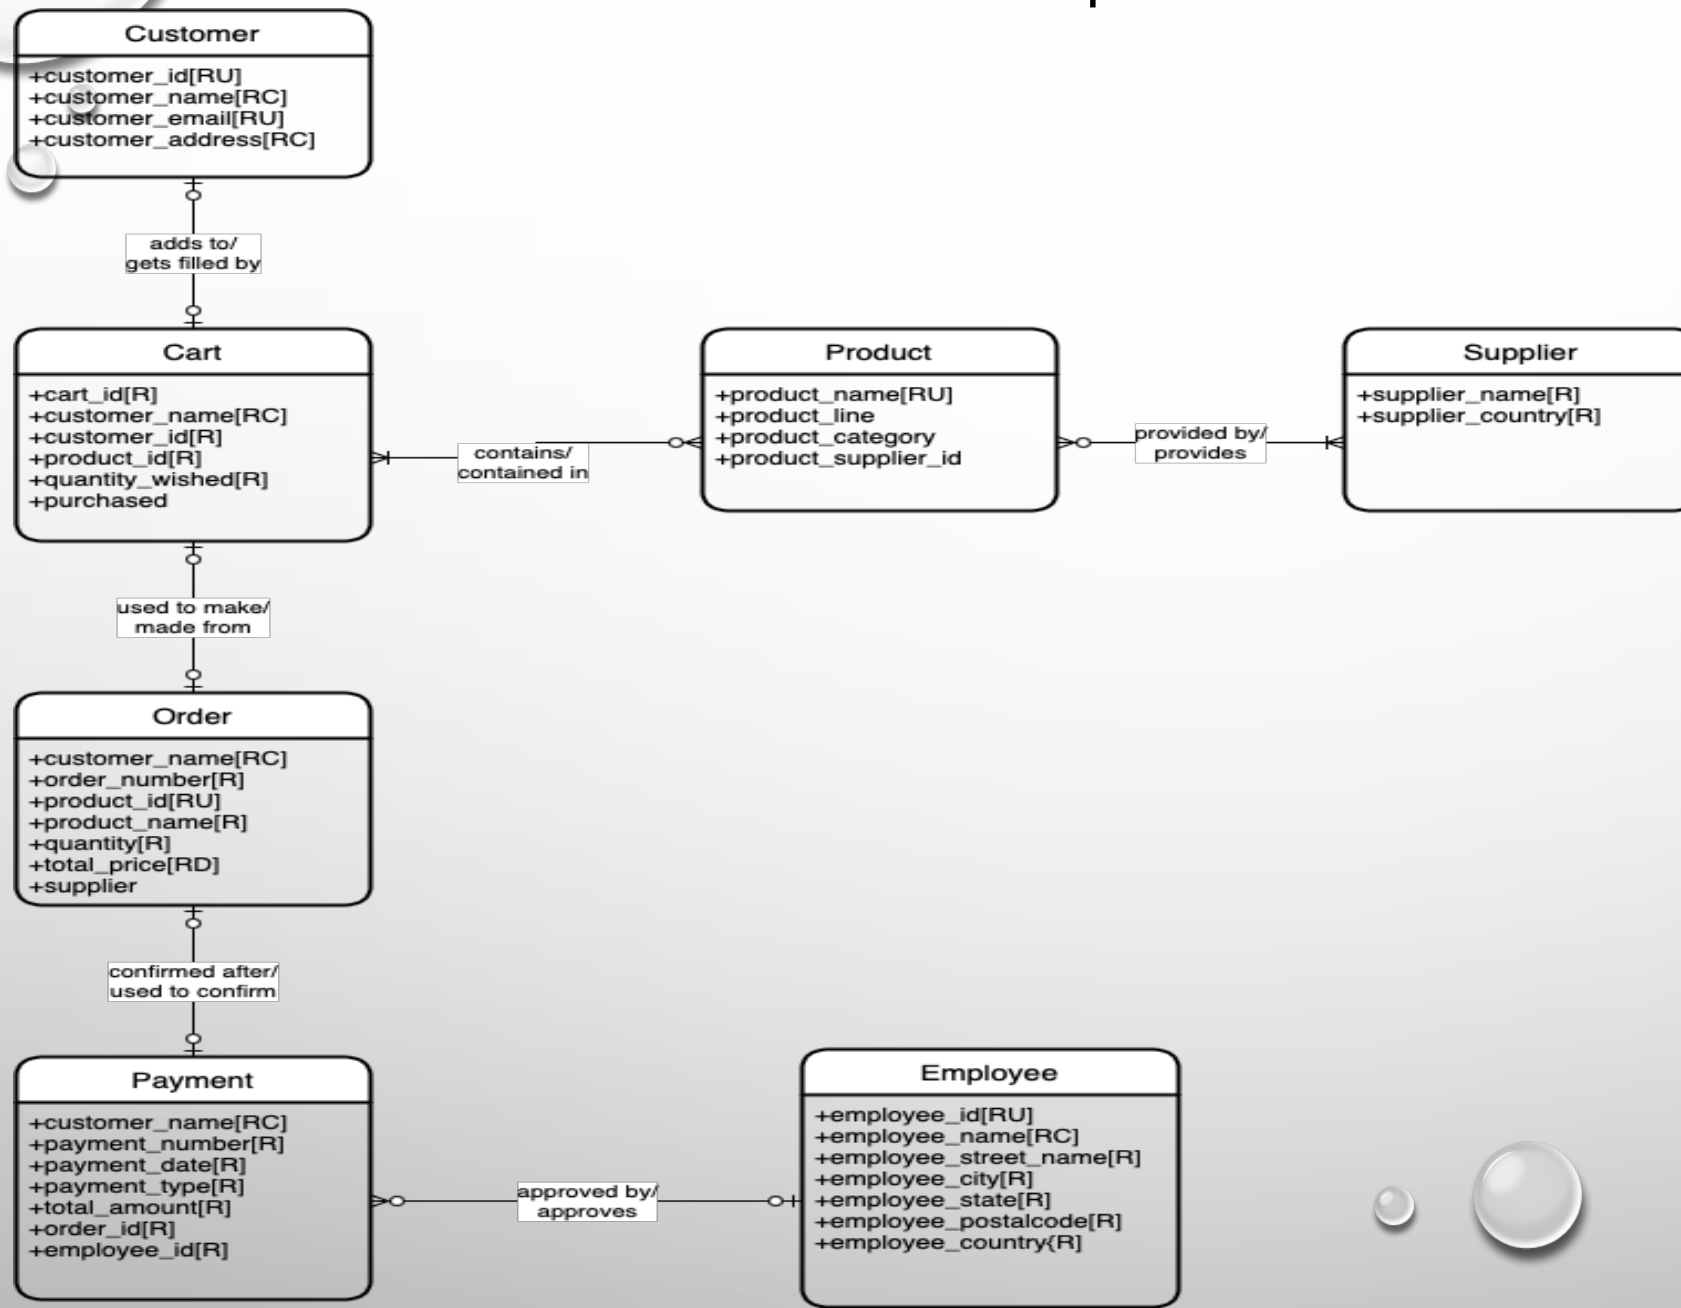 Customer
+customer_id[RU]
+customer_name[RC]
+customer_email[RU]
+customer_address[RC]
adds to/
gets filled by
Cart
+cart_id[R]
+customer_name[RC]
+customer_id[R]
+product_id[R]
+quantity_wished[R]
+purchased
contains/
contained in
Product
+product_name[RU]
+product_line
+product_category
+product_supplier_id
provided by/
provides
Supplier
+supplier_name[R]
+supplier_country[R]
used to make/
made from
Order
+customer_name[RC]
+order_number[R]
+product_id[RU]
+product_name[R]
+quantity[R]
+total_price[RD]
+supplier
confirmed after/
used to confirm
Payment
+customer_name[RC]
+payment_number[R]
+payment_date[R]
+payment_type[R]
+total_amount[R]
+order_id[R]
+employee_id[R]
approved by/
approves
Employee
+employee_id[RU]
+employee_name[RC]
+employee_street_name[R]
+employee_city[R]
+employee_state[R]
+employee_postalcode[R]
+employee_country{R]